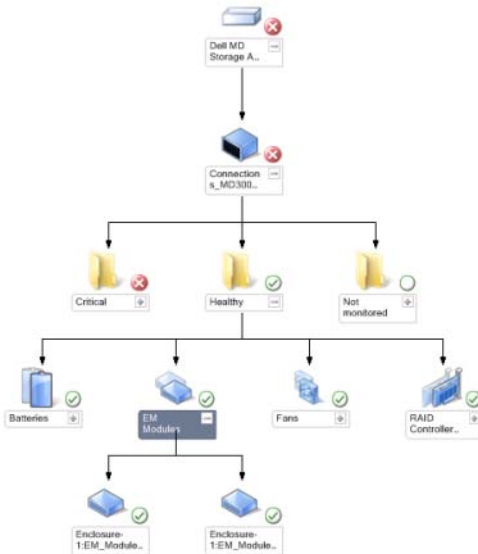 Dell MD
Storage A..
Connection
s_MD300..
Critical
Healthy
Not
monitored
Batteries
EM
Modules
Fans
RAID
Controller..
Enclosure-
1:EM_Module..
Enclosure-
1:EM_Module..